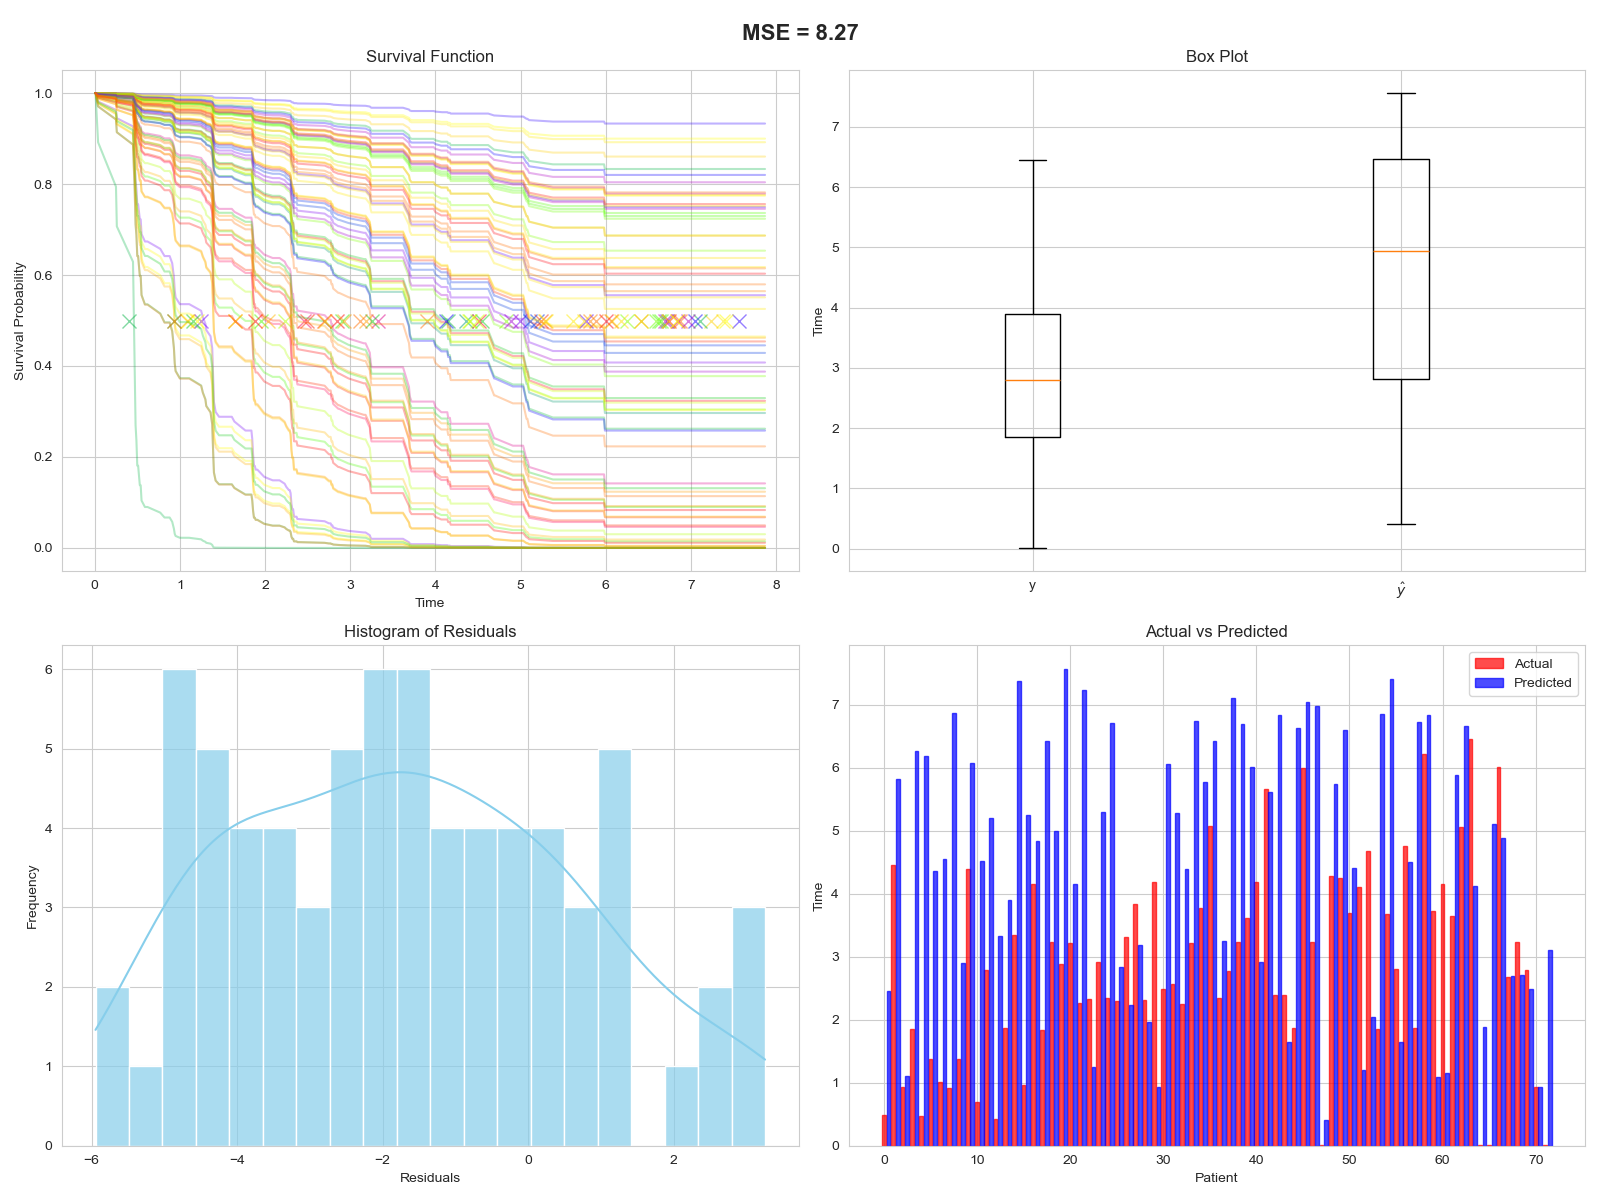 MSE = 8.27
Survival Function
Survival Probability
1.0
0.8
0.6
0.4
0.2
0.0
0 1 2 3 4 5 6 7 8
Time
Box Plot
Time
7
6
5
4
3
2
1
0
y ŷ
Histogram of Residuals
Frequency
6
5
4
3
2
1
0
−6 −4 −2 0 2
Residuals
Actual vs Predicted
Actual
Predicted
Time
7
6
5
4
3
2
1
0
0 10 20 30 40 50 60 70
Patient